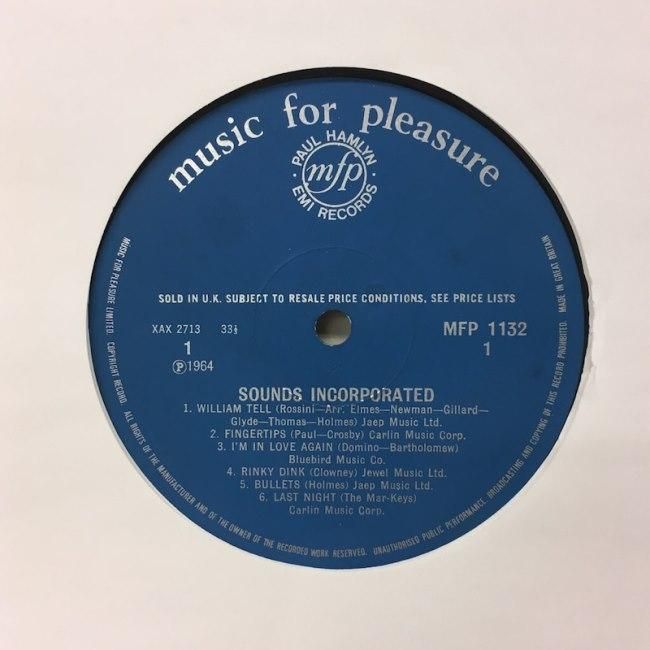 music for pleasure
PAUL HAMLYN
mfp
EMI RECORDS
SOLD IN U.K. SUBJECT TO RESALE PRICE CONDITIONS, SEE PRICE LISTS
XAX 2713 33⅓
MFP 1132
1
1
Ⓟ1964
SOUNDS INCORPORATED
1. WILLIAM TELL (Rossini—Arr. Elmes—Newman—Gillard—
Glyde—Thomas—Holmes) Jaep Music Ltd.
2. FINGERTIPS (Paul—Crosby) Carlin Music Corp.
3. I'M IN LOVE AGAIN (Domino—Bartholomew)
Bluebird Music Co.
4. RINKY DINK (Clowney) Jewel Music Ltd.
5. BULLETS (Holmes) Jaep Music Ltd.
6. LAST NIGHT (The Mar-Keys)
Carlin Music Corp.
MUSIC FOR PLEASURE LIMITED. COPYRIGHT RECORD. ALL RIGHTS OF THE MANUFACTURER AND OF THE OWNER OF THE RECORDED WORK RESERVED. UNAUTHORISED PUBLIC PERFORMANCE, BROADCASTING AND COPYING OF THIS RECORD PROHIBITED. MADE IN GREAT BRITAIN